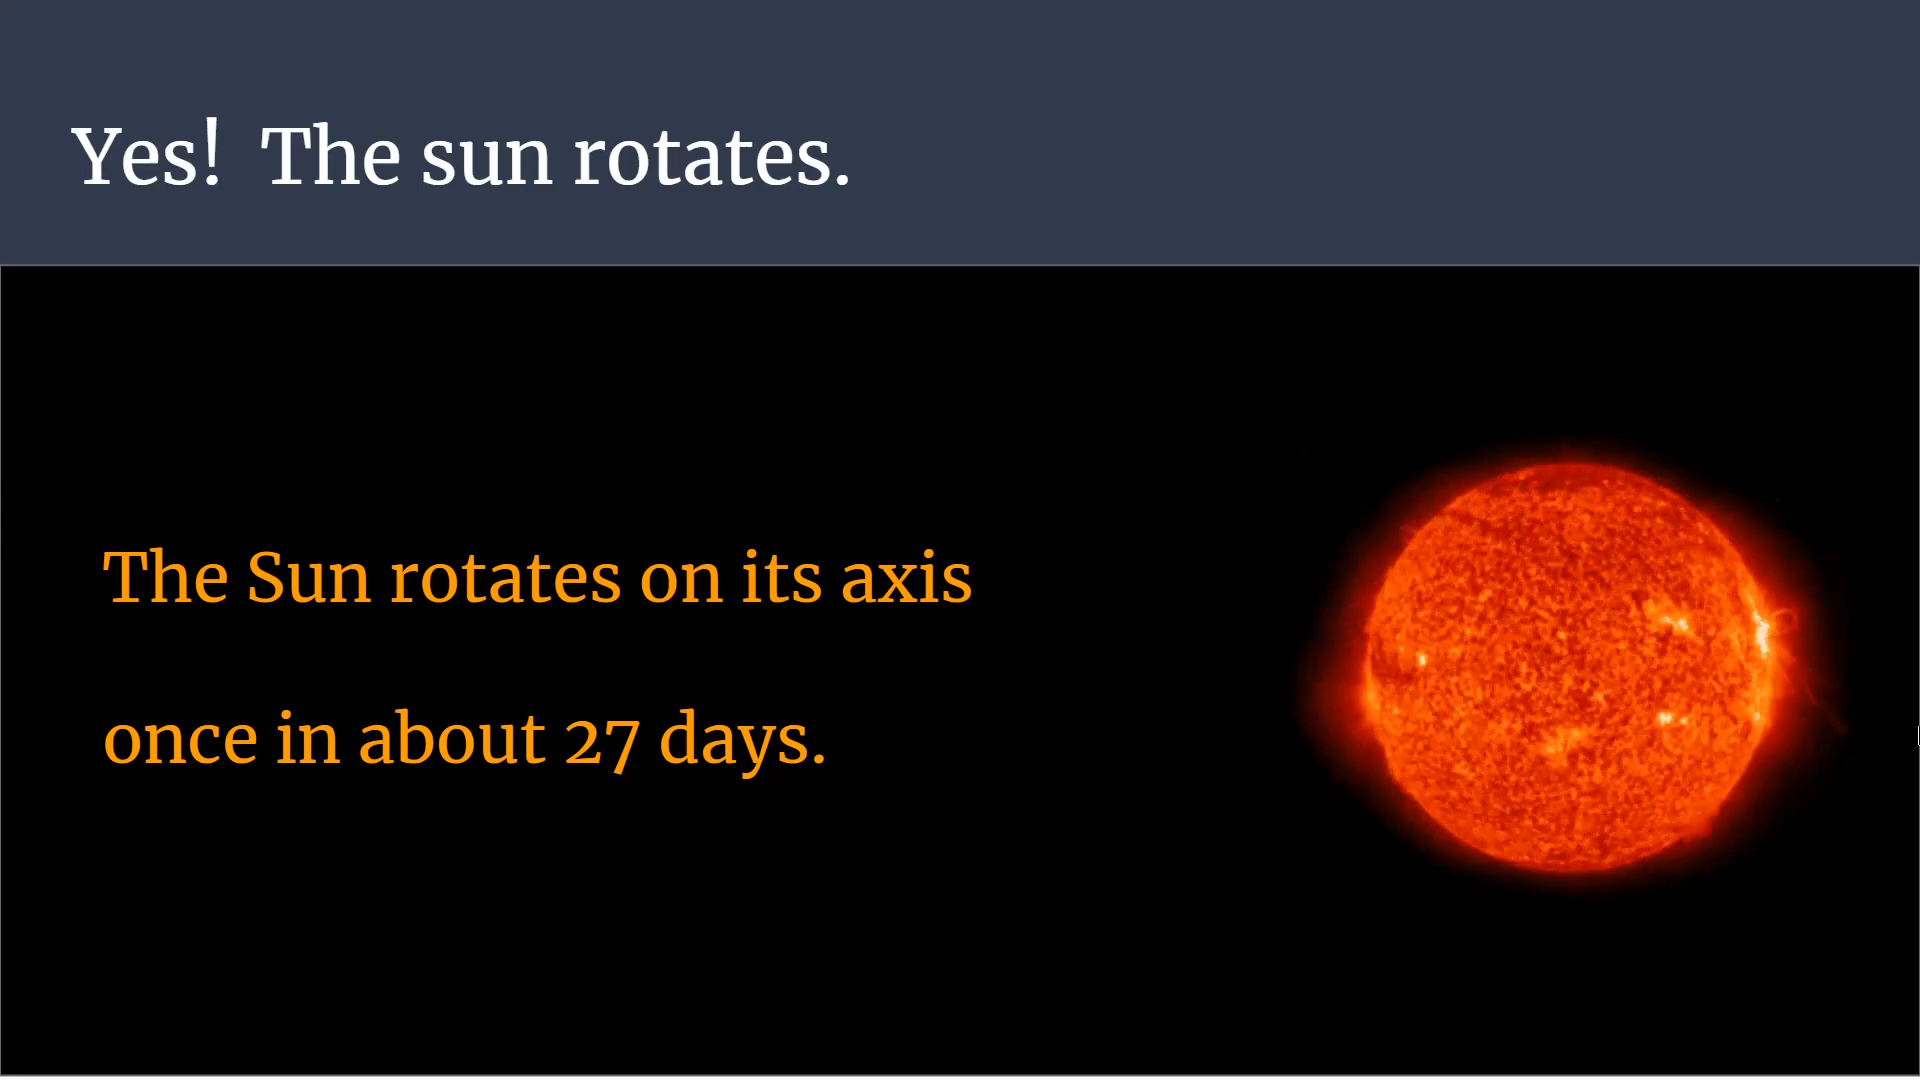 Yes!  The sun rotates.
The Sun rotates on its axis
once in about 27 days.